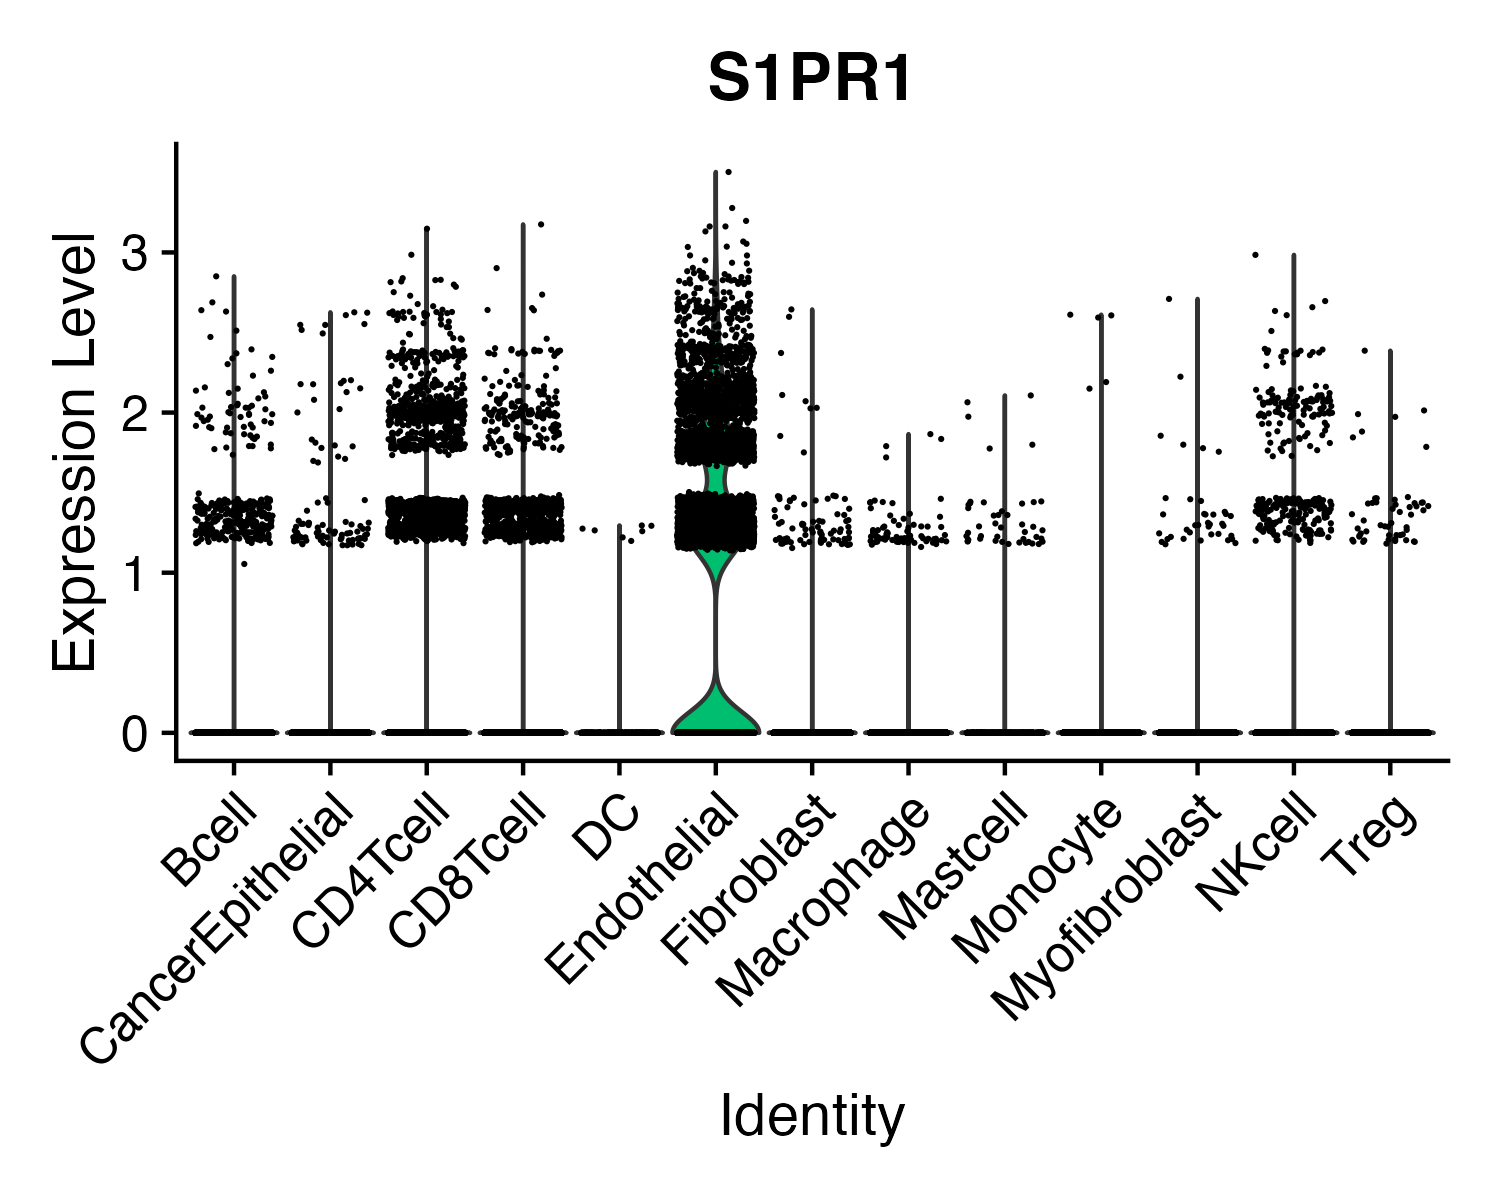 S1PR1
Expression Level
3
2
1
0
Bcell
CancerEpithelial
CD4Tcell
CD8Tcell
DC
Endothelial
Fibroblast
Macrophage
Mastcell
Monocyte
Myofibroblast
NKcell
Treg
Identity